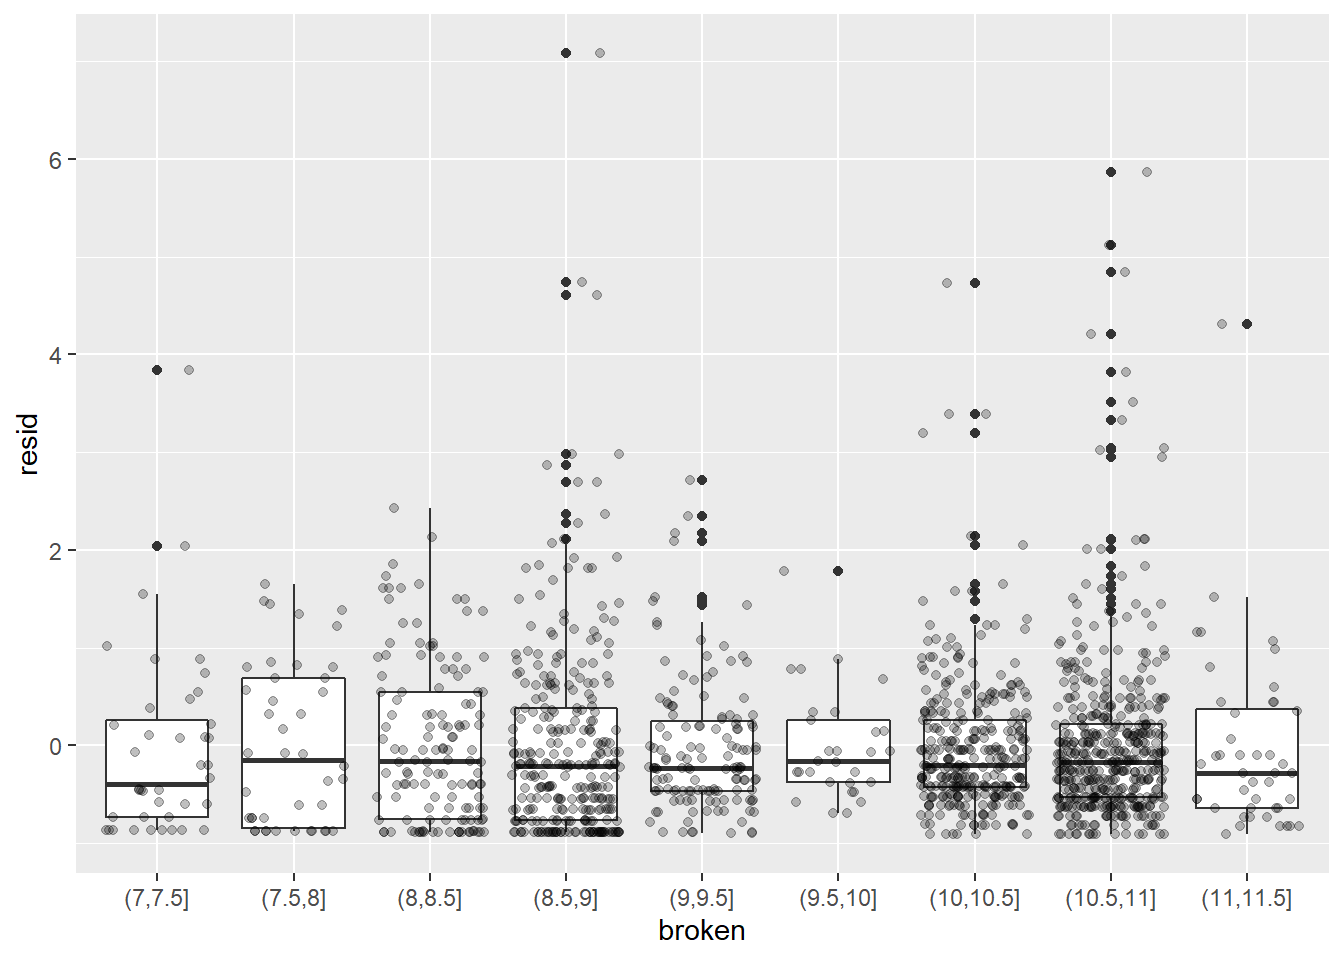 resid
6
4
2
0
(7,7.5] (7.5,8] (8,8.5] (8.5,9] (9,9.5] (9.5,10] (10,10.5] (10.5,11] (11,11.5]
broken